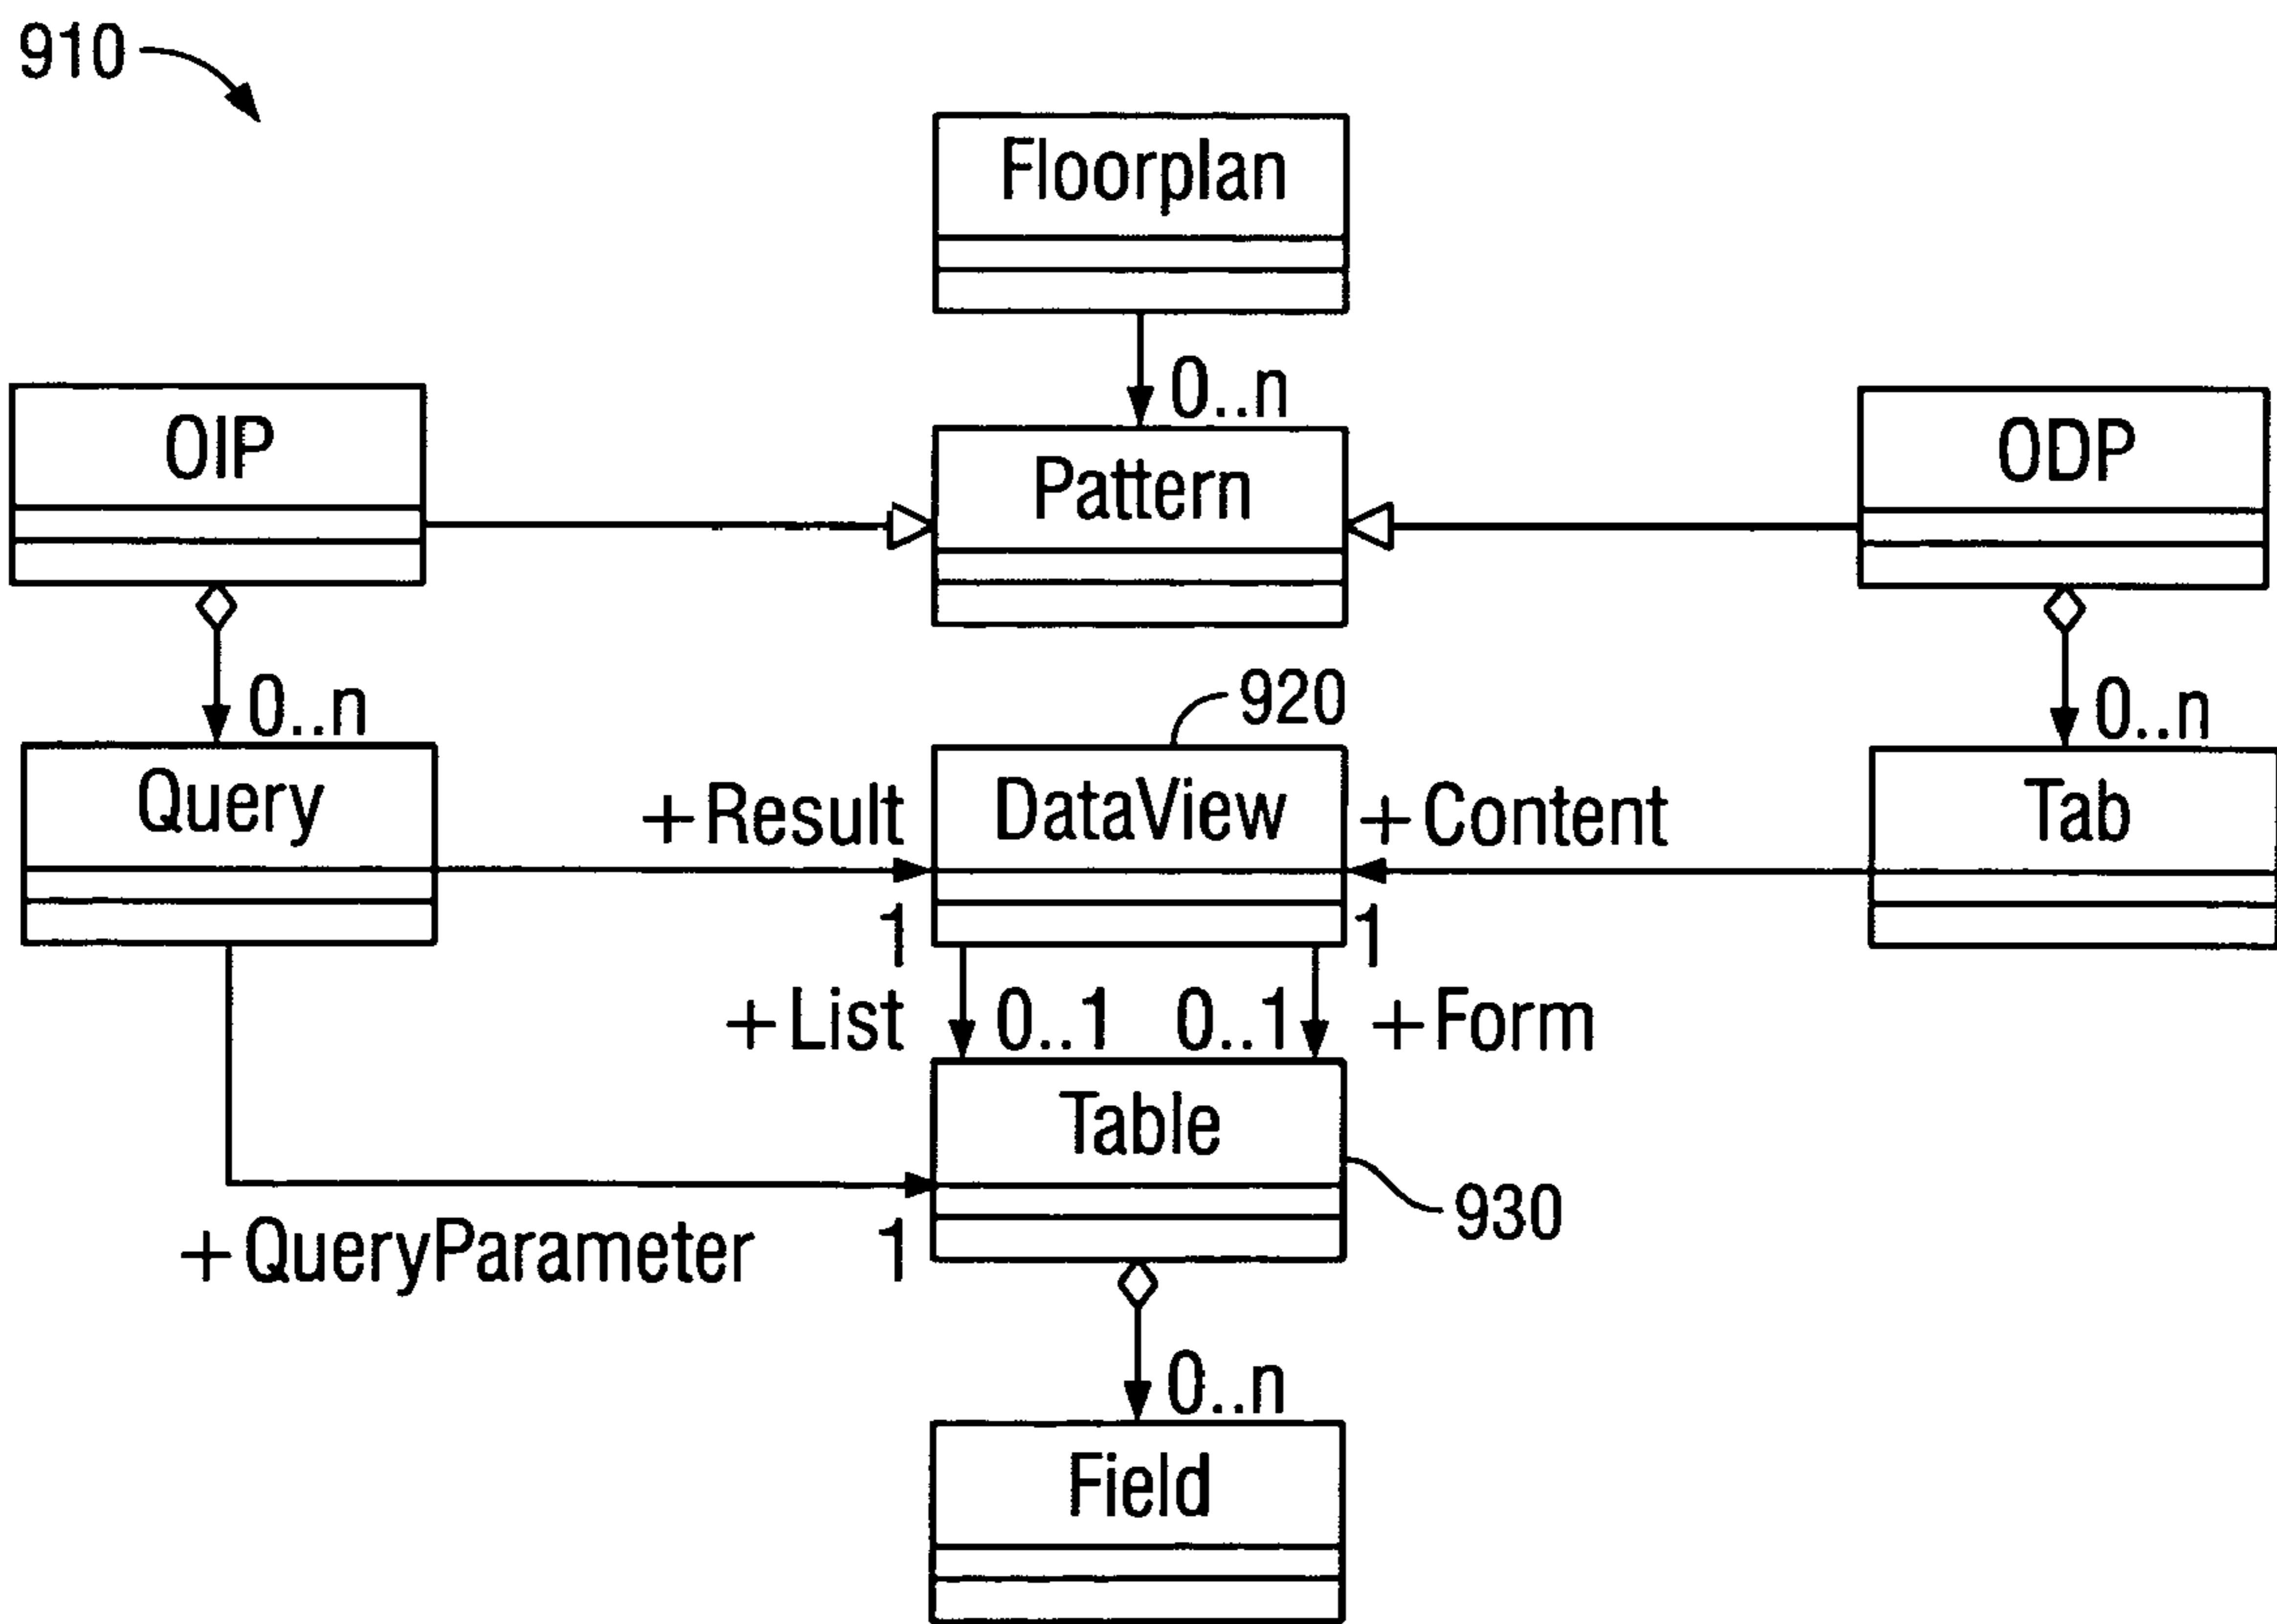 910
Floorplan
0..n
OIP
Pattern
ODP
0..n
920
0..n
Query
+Result
DataView
+Content
Tab
1
1
+List
0..1
0..1
+Form
Table
930
+QueryParameter
1
0..n
Field